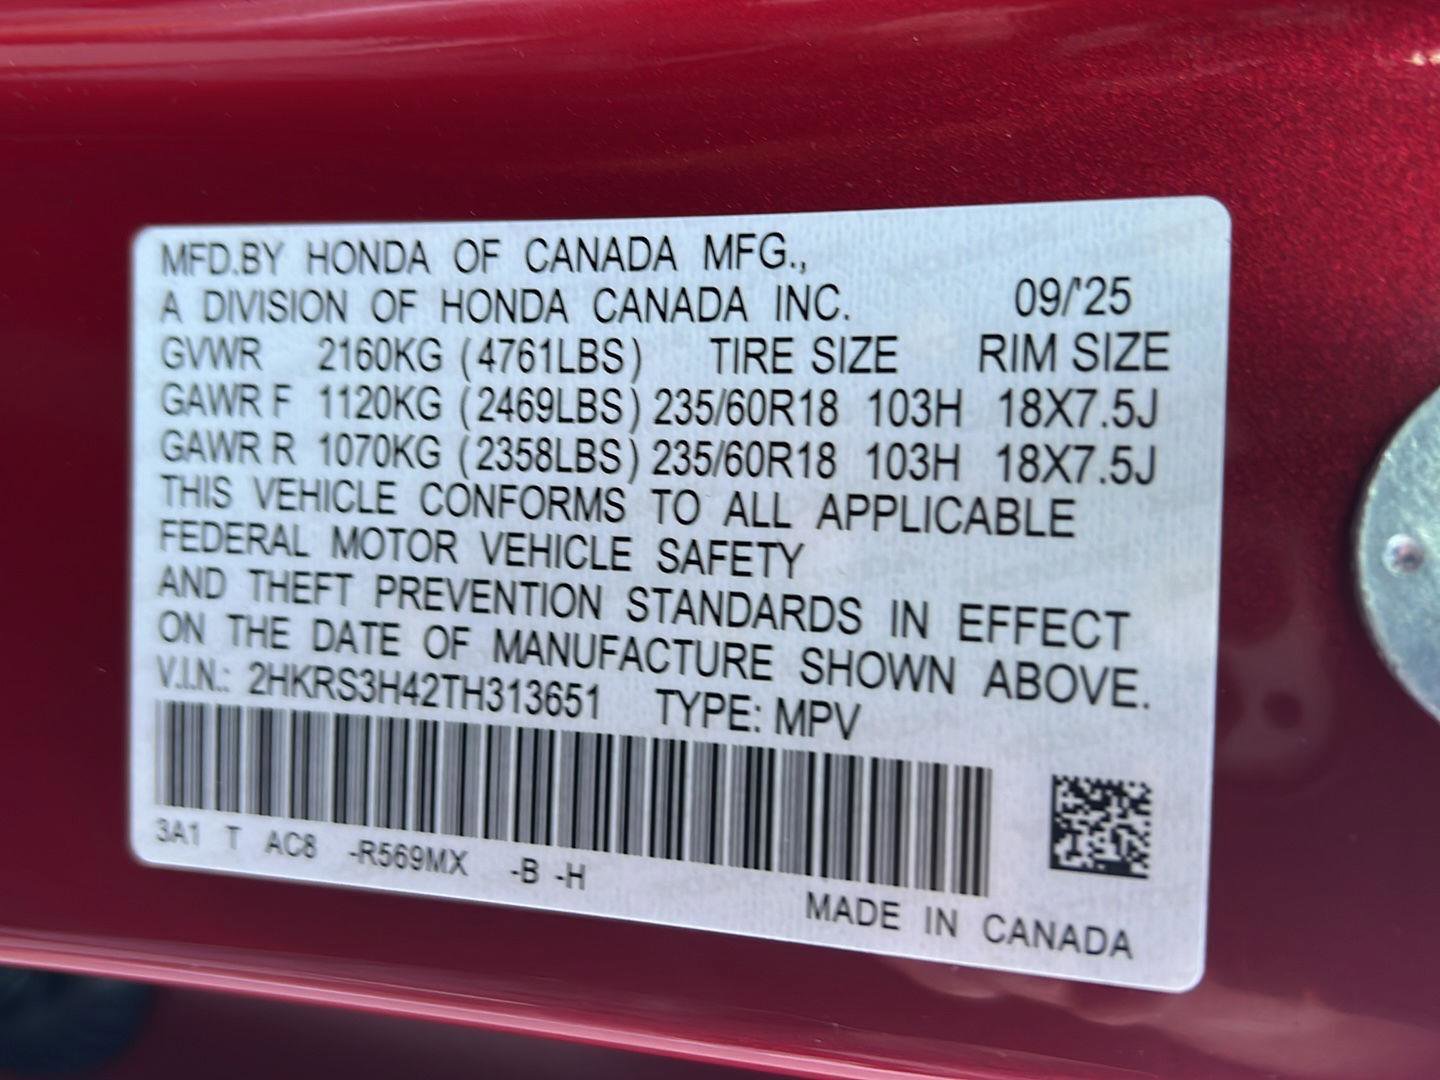 MFD.BY HONDA OF CANADA MFG.,
A DIVISION OF HONDA CANADA INC. 09/'25
GVWR 2160KG (4761LBS) TIRE SIZE RIM SIZE
GAWR F 1120KG (2469LBS) 235/60R18 103H 18X7.5J
GAWR R 1070KG (2358LBS) 235/60R18 103H 18X7.5J
THIS VEHICLE CONFORMS TO ALL APPLICABLE
FEDERAL MOTOR VEHICLE SAFETY
AND THEFT PREVENTION STANDARDS IN EFFECT
ON THE DATE OF MANUFACTURE SHOWN ABOVE.
V.I.N.: 2HKRS3H42TH313651 TYPE: MPV
3A1 T AC8 -R569MX -B -H
MADE IN CANADA